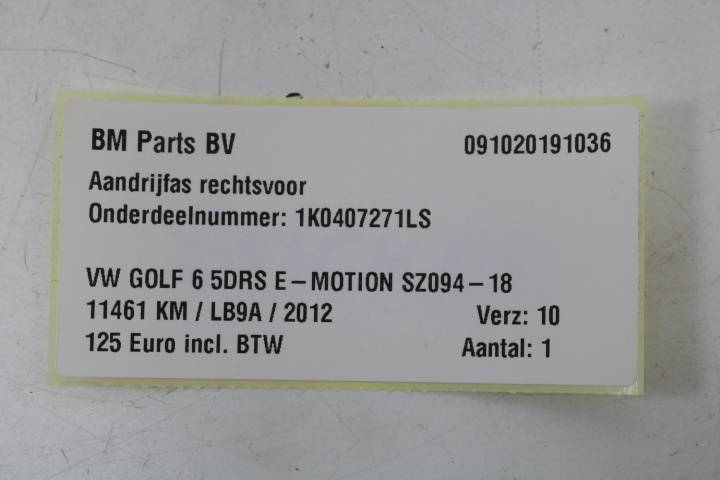 BM Parts BV 091020191036
Aandrijfas rechtsvoor
Onderdeelnummer: 1K0407271LS
VW GOLF 6 5DRS E-MOTION SZ094-18
11461 KM / LB9A / 2012 Verz: 10
125 Euro incl. BTW Aantal: 1